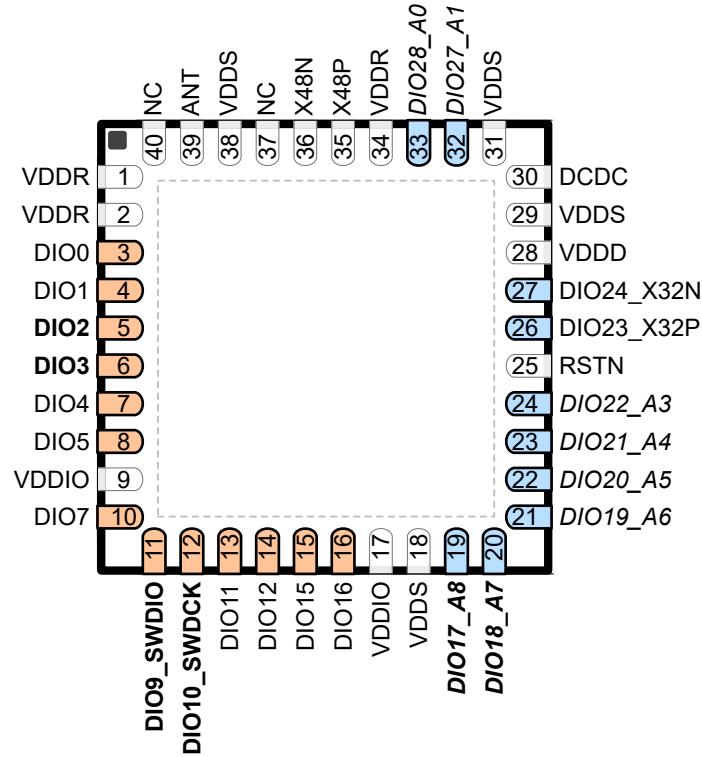 NC
ANT
VDDS
NC
X48N
X48P
VDDR
DIO28_A0
DIO27_A1
VDDS
40
39
38
37
36
35
34
33
32
31
VDDR 1
VDDR 2
DIO0 3
DIO1 4
DIO2 5
DIO3 6
DIO4 7
DIO5 8
VDDIO 9
DIO7 10
30 DCDC
29 VDDS
28 VDDD
27 DIO24_X32N
26 DIO23_X32P
25 RSTN
24 DIO22_A3
23 DIO21_A4
22 DIO20_A5
21 DIO19_A6
11
12
13
14
15
16
17
18
19
20
DIO9_SWDIO
DIO10_SWDCK
DIO11
DIO12
DIO15
DIO16
VDDIO
VDDS
DIO17_A8
DIO18_A7